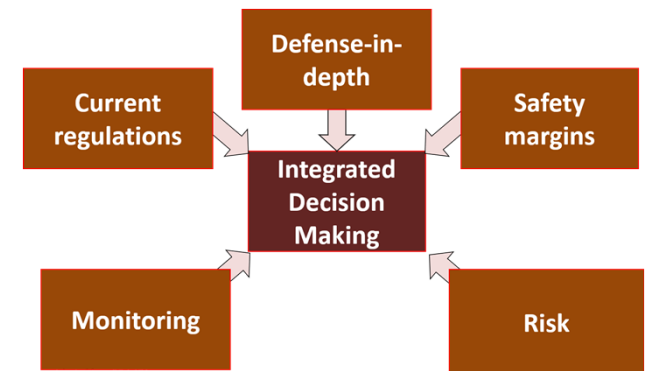 Defense-in-
depth
Current
regulations
Safety
margins
Integrated
Decision
Making
Monitoring
Risk